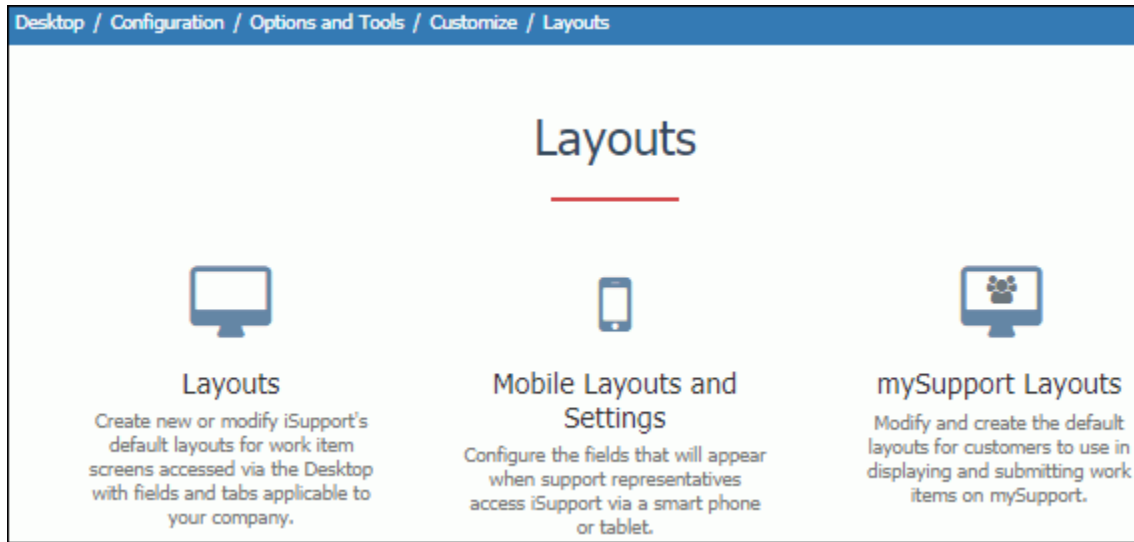 Desktop / Configuration / Options and Tools / Customize / Layouts
Layouts
Layouts
Create new or modify iSupport's
default layouts for work item
screens accessed via the Desktop
with fields and tabs applicable to
your company.
Mobile Layouts and
Settings
Configure the fields that will appear
when support representatives
access iSupport via a smart phone
or tablet.
mySupport Layouts
Modify and create the default
layouts for customers to use in
displaying and submitting work
items on mySupport.